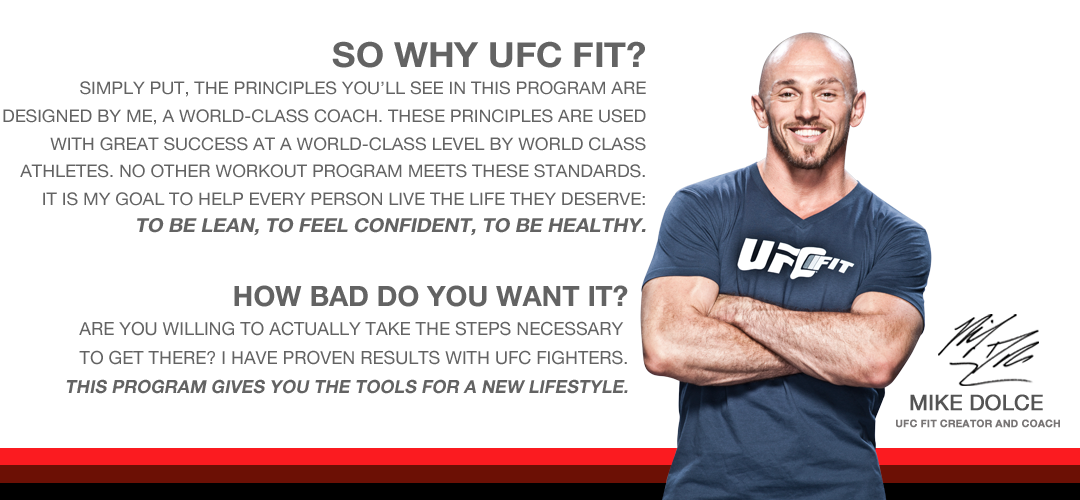 SO WHY UFC FIT?
SIMPLY PUT, THE PRINCIPLES YOU'LL SEE IN THIS PROGRAM ARE
DESIGNED BY ME, A WORLD-CLASS COACH. THESE PRINCIPLES ARE USED
WITH GREAT SUCCESS AT A WORLD-CLASS LEVEL BY WORLD CLASS
ATHLETES. NO OTHER WORKOUT PROGRAM MEETS THESE STANDARDS.
IT IS MY GOAL TO HELP EVERY PERSON LIVE THE LIFE THEY DESERVE:
TO BE LEAN, TO FEEL CONFIDENT, TO BE HEALTHY.
HOW BAD DO YOU WANT IT?
ARE YOU WILLING TO ACTUALLY TAKE THE STEPS NECESSARY
TO GET THERE? I HAVE PROVEN RESULTS WITH UFC FIGHTERS.
THIS PROGRAM GIVES YOU THE TOOLS FOR A NEW LIFESTYLE.
UFC FIT
MIKE DOLCE
UFC FIT CREATOR AND COACH